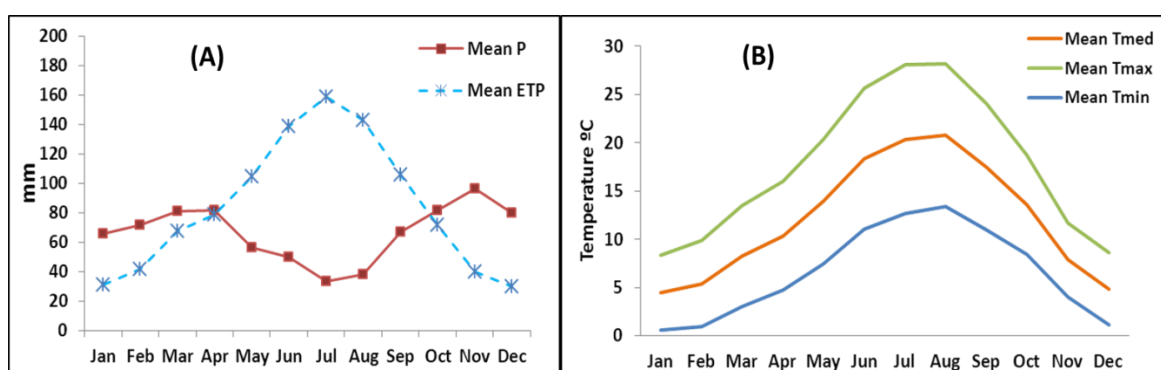 (A)
Mean P
Mean ETP
200
180
160
140
120
100
80
60
40
20
0
mm
Jan Feb Mar Apr May Jun Jul Aug Sep Oct Nov Dec
(B)
Mean Tmed
Mean Tmax
Mean Tmin
30
25
20
15
10
5
0
Temperature ºC
Jan Feb Mar Apr May Jun Jul Aug Sep Oct Nov Dec